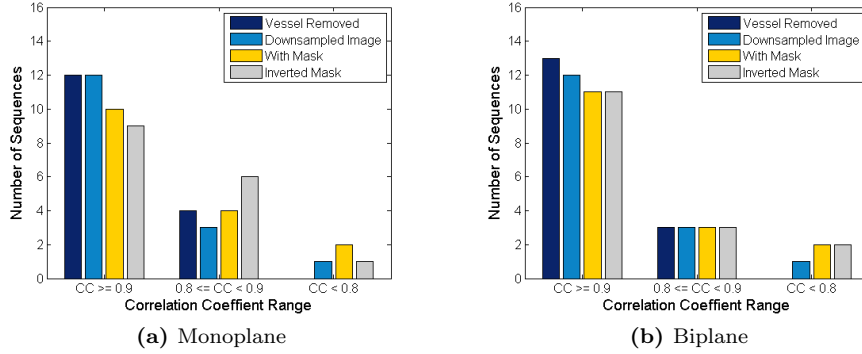 16
14
12
10
8
6
4
2
0
Number of Sequences
Vessel Removed
Downsampled Image
With Mask
Inverted Mask
CC >= 0.9
0.8 <= CC < 0.9
CC < 0.8
Correlation Coeffient Range
(a) Monoplane
16
14
12
10
8
6
4
2
0
Number of Sequences
Vessel Removed
Downsampled Image
With Mask
Inverted Mask
CC >= 0.9
0.8 <= CC < 0.9
CC < 0.8
Correlation Coeffient Range
(b) Biplane